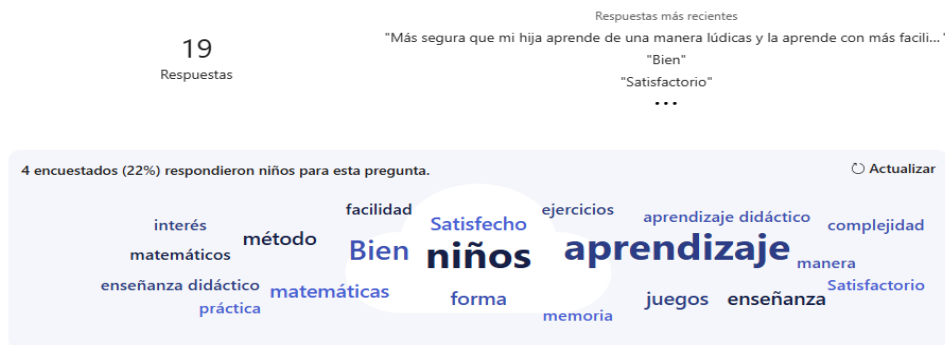 19
Respuestas
Respuestas más recientes
"Más segura que mi hija aprende de una manera lúdicas y la aprende con más facili... "
"Bien"
"Satisfactorio"
...
4 encuestados (22%) respondieron niños para esta pregunta.
Actualizar
facilidad
ejercicios
interés
Satisfecho
aprendizaje didáctico
complejidad
método
matemáticos
Bien
niños
aprendizaje
manera
enseñanza didáctico
matemáticas
forma
juegos
enseñanza
Satisfactorio
práctica
memoria